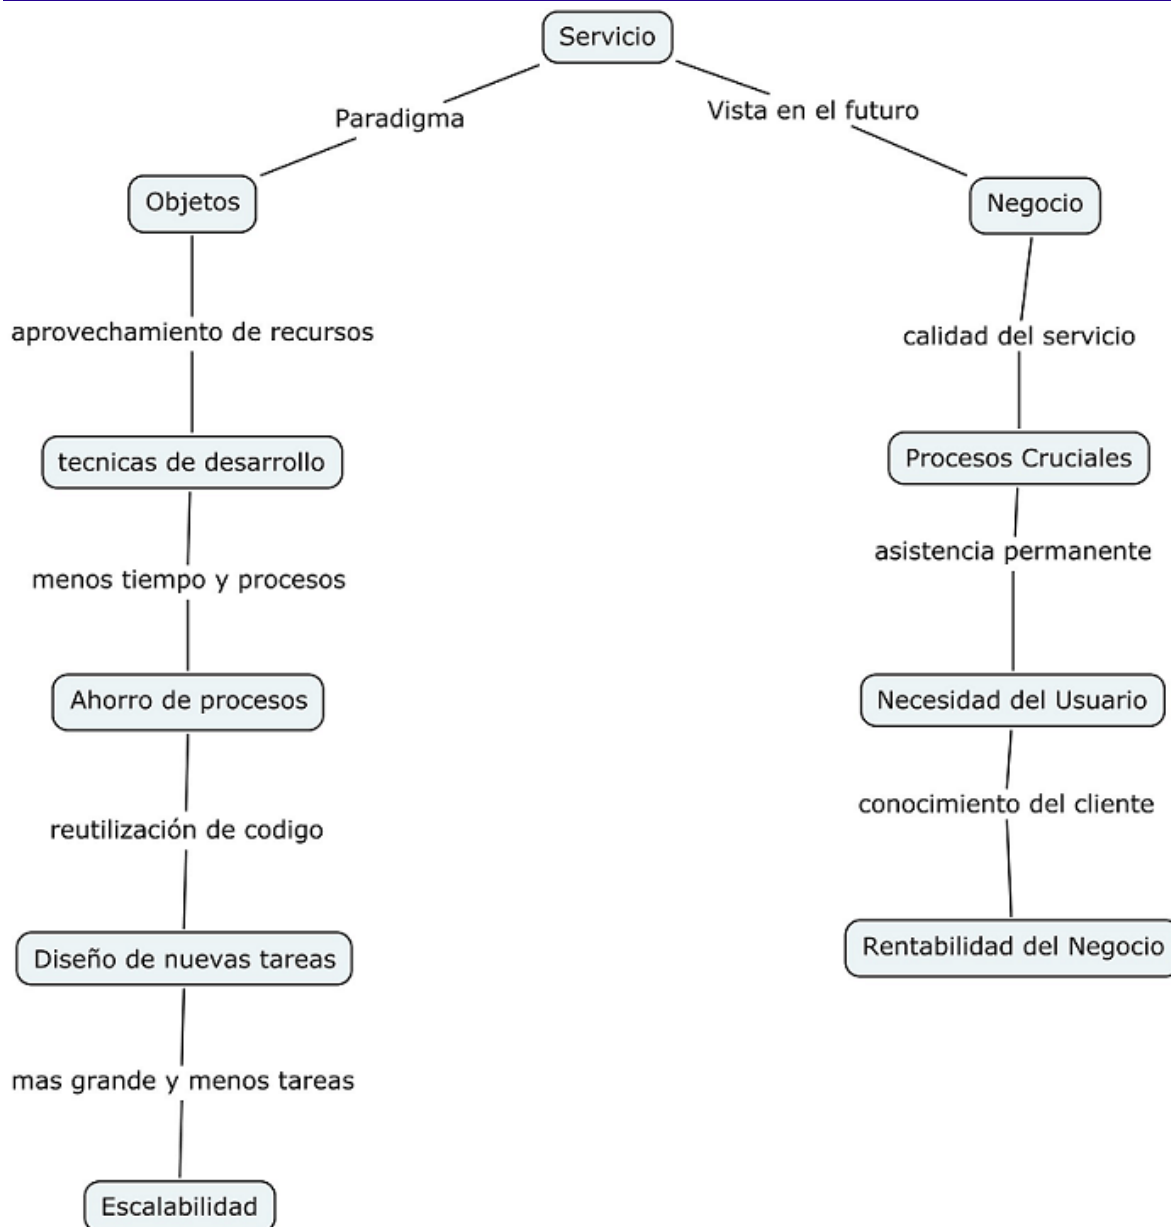 Servicio
Paradigma
Vista en el futuro
Objetos
Negocio
aprovechamiento de recursos
calidad del servicio
tecnicas de desarrollo
Procesos Cruciales
menos tiempo y procesos
asistencia permanente
Ahorro de procesos
Necesidad del Usuario
reutilización de codigo
conocimiento del cliente
Diseño de nuevas tareas
Rentabilidad del Negocio
mas grande y menos tareas
Escalabilidad